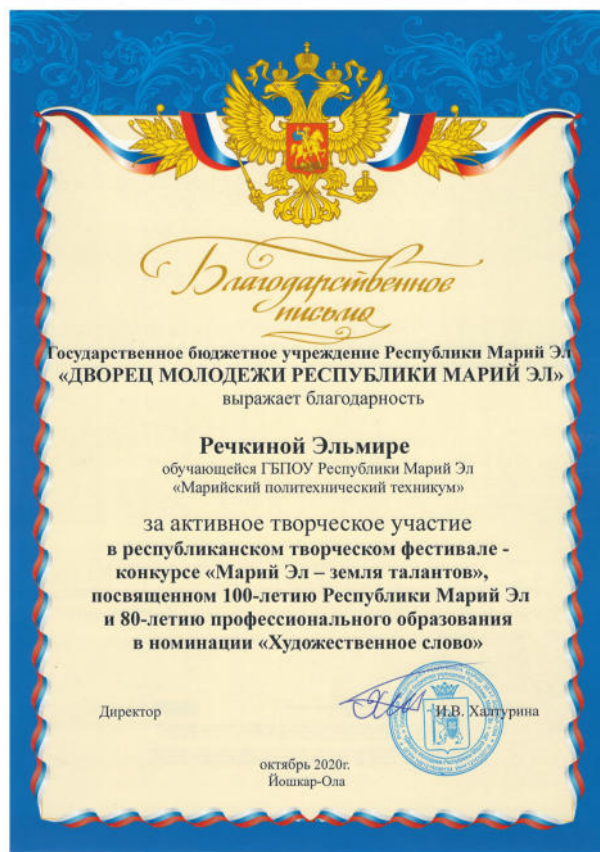 Благодарственное
письмо
Государственное бюджетное учреждение Республики Марий Эл
«ДВОРЕЦ МОЛОДЕЖИ РЕСПУБЛИКИ МАРИЙ ЭЛ»
выражает благодарность
Речкиной Эльмире
обучающейся ГБПОУ Республики Марий Эл
«Марийский политехнический техникум»
за активное творческое участие
в республиканском творческом фестивале -
конкурсе «Марий Эл – земля талантов»,
посвященном 100-летию Республики Марий Эл
и 80-летию профессионального образования
в номинации «Художественное слово»
Директор И.В. Халтурина
октябрь 2020г.
Йошкар-Ола